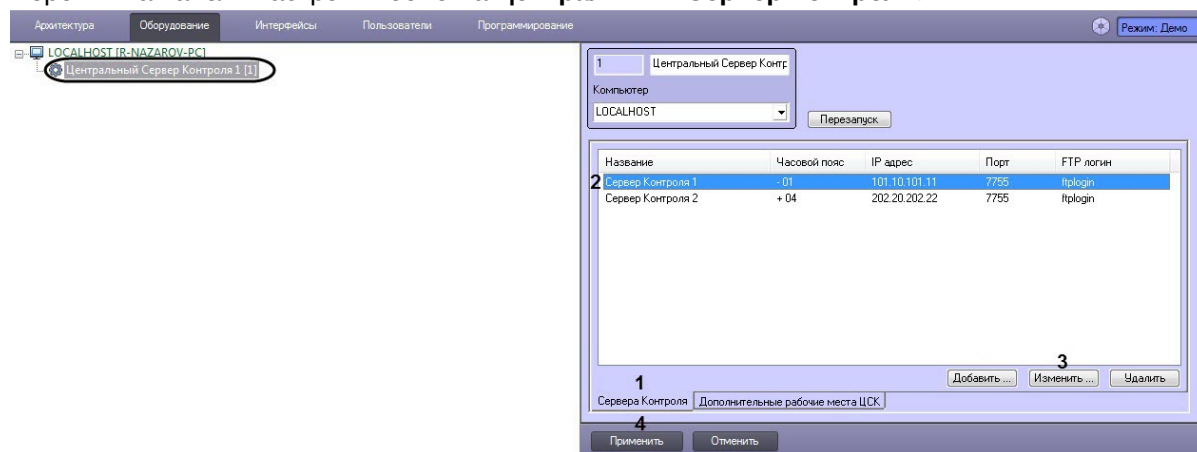 Архитектура Оборудование Интерфейсы Пользователи Программирование Режим: Демо
LOCALHOST [R-NAZAROV-PC]
Центральный Сервер Контроля 1 [1]
1 Центральный Сервер Контр
Компьютер
LOCALHOST Перезапуск
Название Часовой пояс IP адрес Порт FTP логин
2 Сервер Контроля 1 - 01 101.10.101.11 7755 ftplogin
Сервер Контроля 2 + 04 202.20.202.22 7755 ftplogin
3
Добавить ... Изменить ... Удалить
1
Сервера Контроля Дополнительные рабочие места ЦСК
4
Применить Отменить